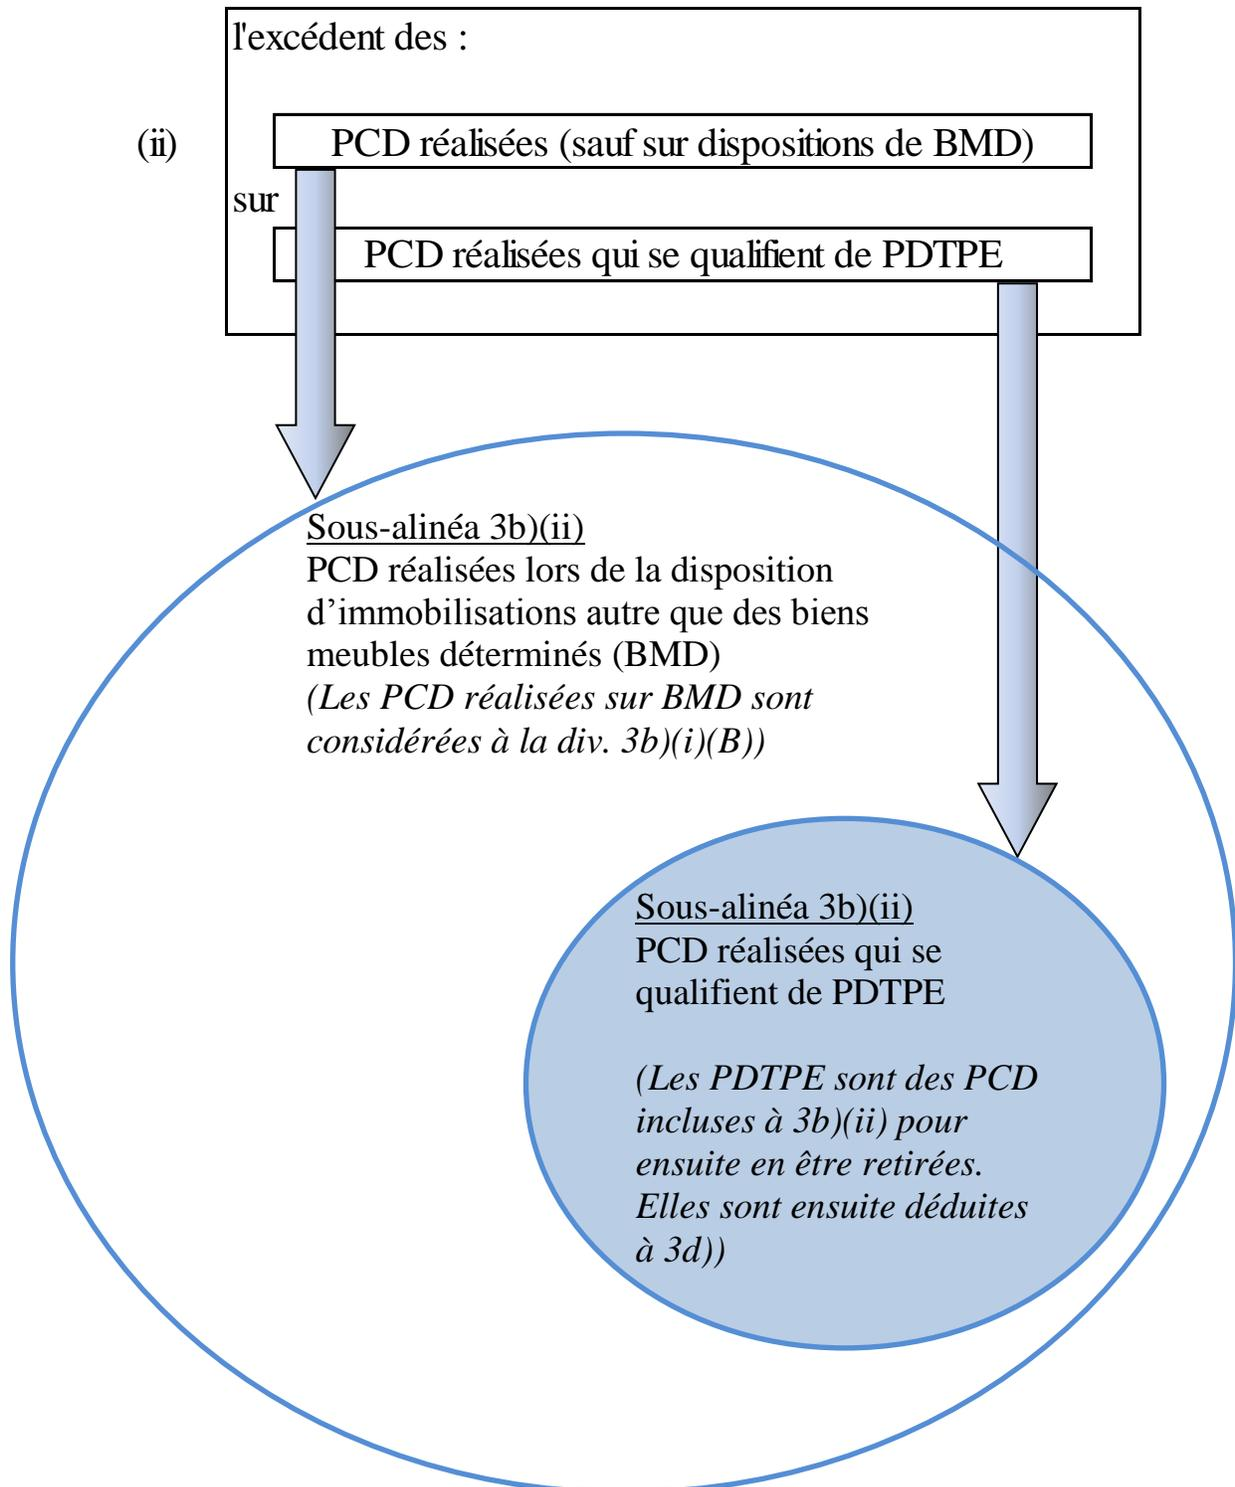 l'excédent des :
(ii) PCD réalisées (sauf sur dispositions de BMD)
sur
PCD réalisées qui se qualifient de PDTPE
Sous-alinéa 3b)(ii)
PCD réalisées lors de la disposition
d’immobilisations autre que des biens
meubles déterminés (BMD)
(Les PCD réalisées sur BMD sont
considérées à la div. 3b)(i)(B))
Sous-alinéa 3b)(ii)
PCD réalisées qui se
qualifient de PDTPE
(Les PDTPE sont des PCD
incluses à 3b)(ii) pour
ensuite en être retirées.
Elles sont ensuite déduites
à 3d))